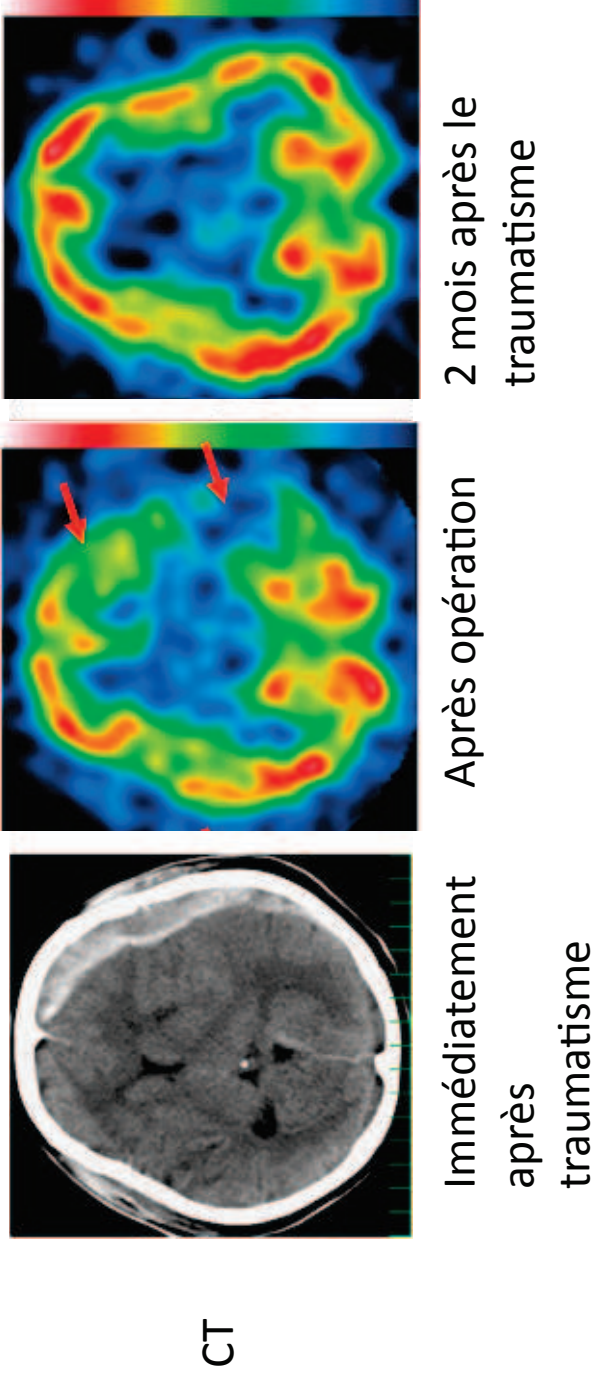 CT
Immédiatement
après
traumatisme
Après opération
2 mois après le
traumatisme